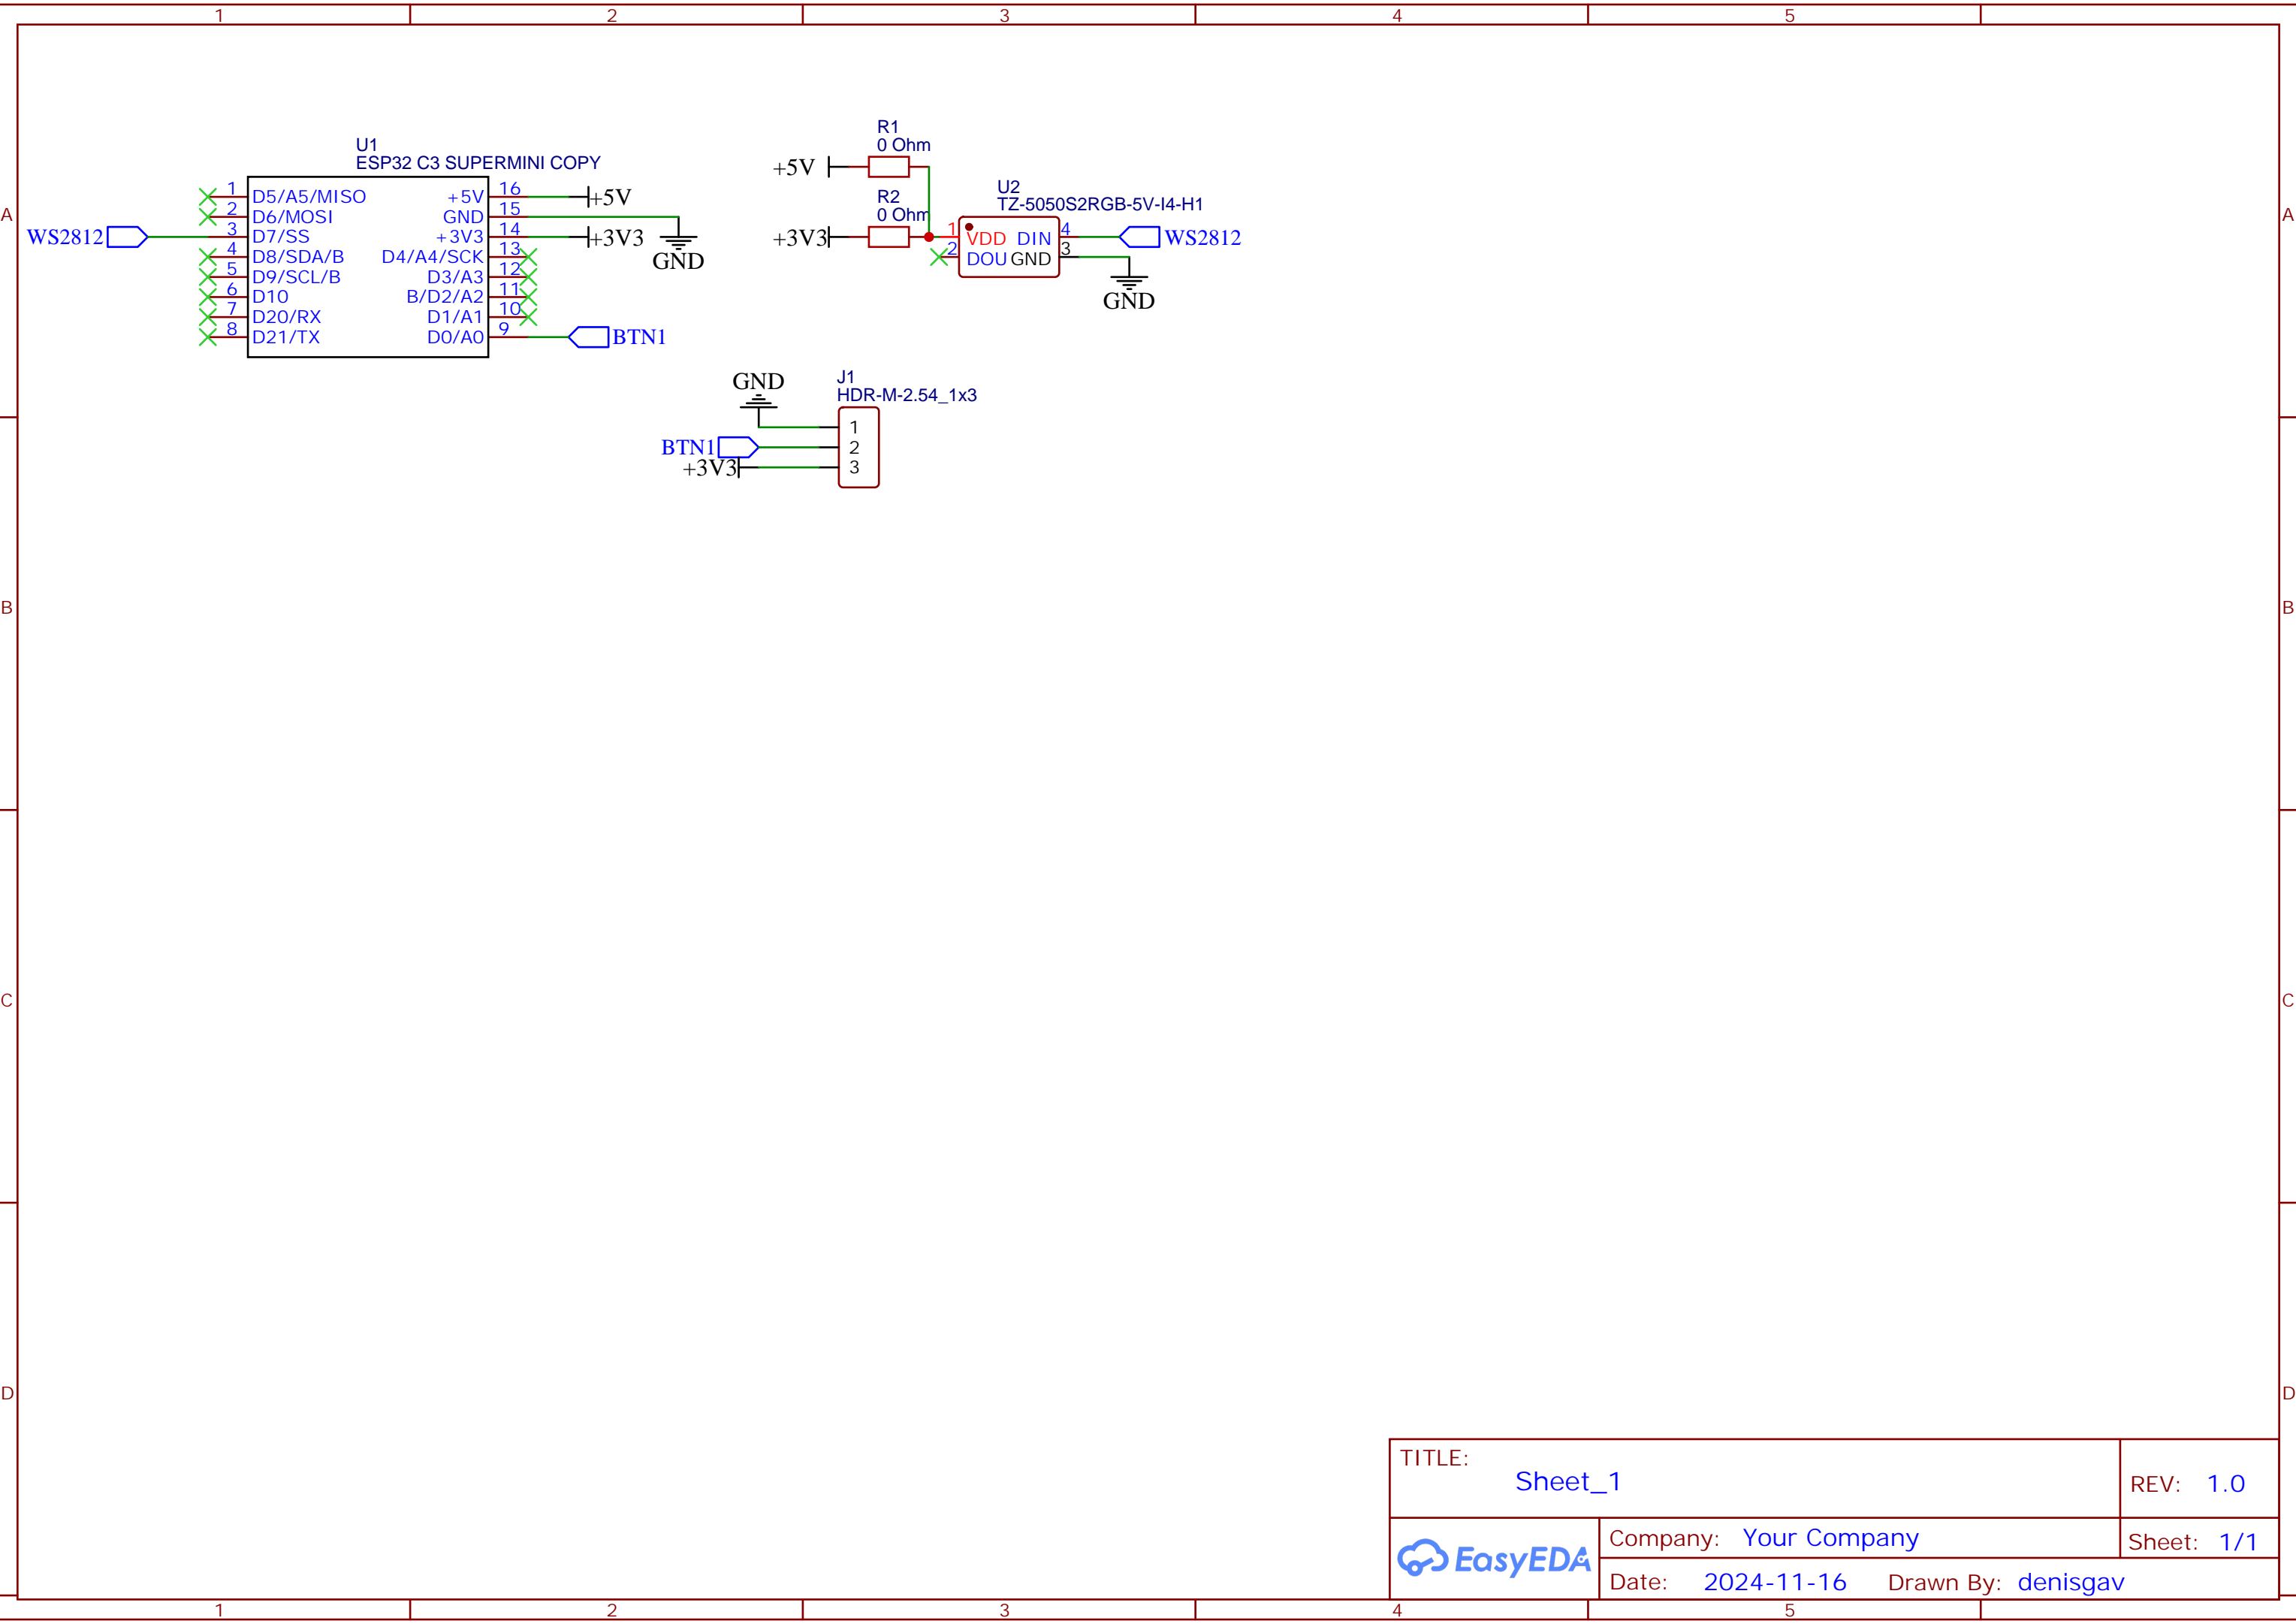 1 2 3 4 5
A A
B B
C C
D D
U1
ESP32 C3 SUPERMINI COPY
1 D5/A5/MISO +5V 16 +5V
2 D6/MOSI GND 15
WS2812 3 D7/SS +3V3 14 +3V3
4 D8/SDA/B D4/A4/SCK 13
5 D9/SCL/B D3/A3 12
6 D10 B/D2/A2 11
7 D20/RX D1/A1 10
8 D21/TX D0/A0 9 BTN1
GND
R1
0 Ohm
+5V
R2
0 Ohm
+3V3
U2
TZ-5050S2RGB-5V-I4-H1
1 VDD DIN 4 WS2812
2 DOU GND 3
GND
GND
J1
HDR-M-2.54_1x3
1
BTN1 2
+3V3 3
TITLE:
Sheet_1
REV: 1.0
EasyEDA
Company: Your Company
Sheet: 1/1
Date: 2024-11-16 Drawn By: denisgav
1 2 3 4 5